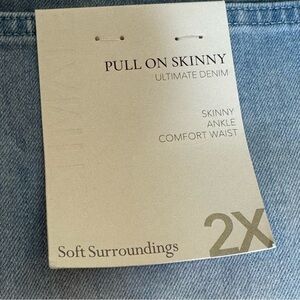 PULL ON SKINNY
ULTIMATE DENIM
SKINNY
ANKLE
COMFORT WAIST
2X
Soft Surroundings